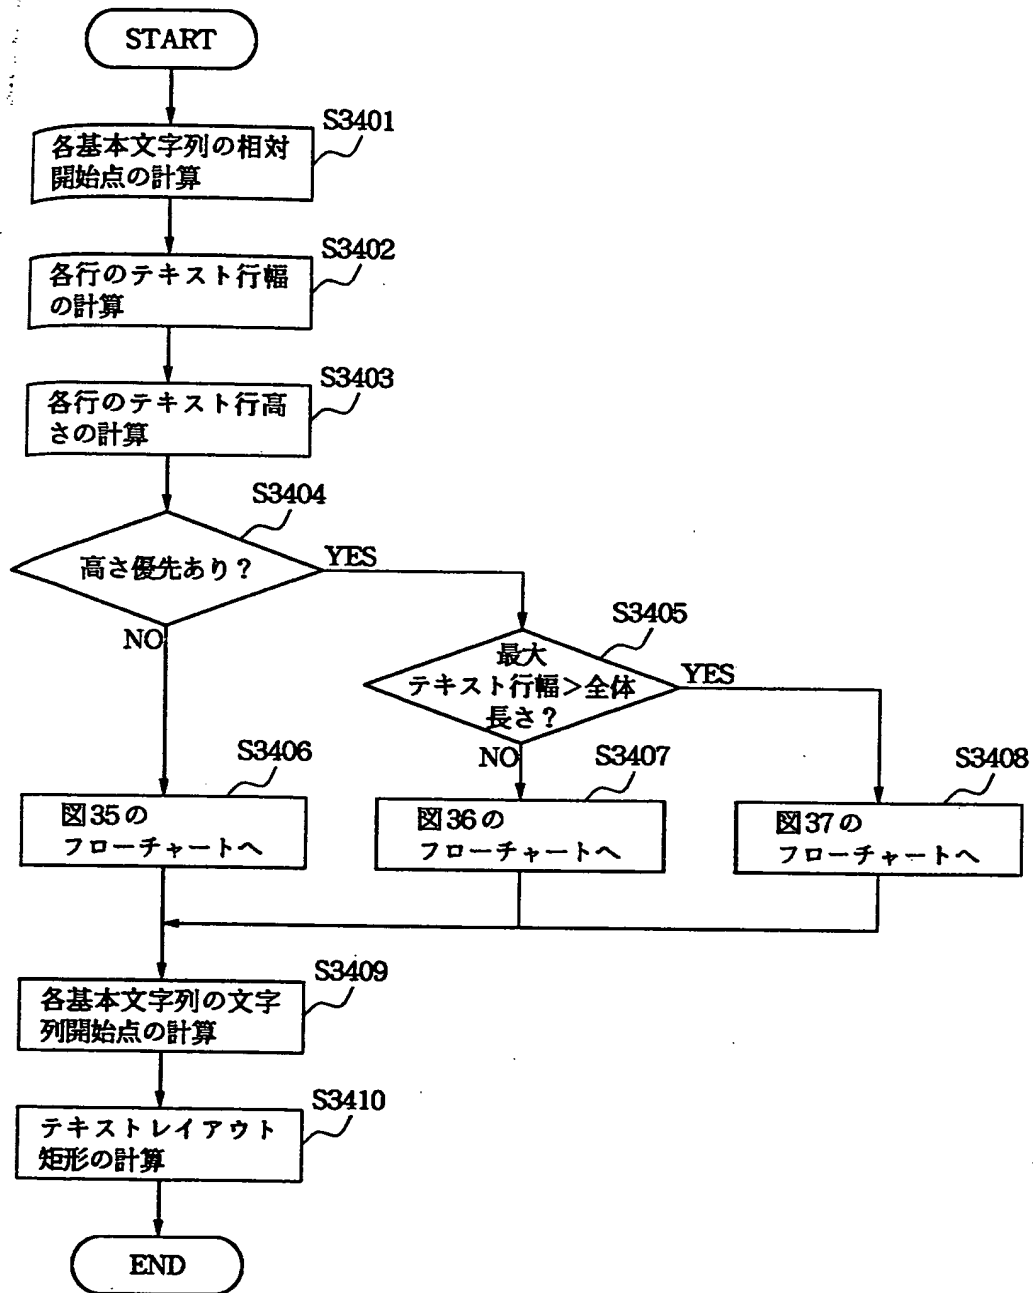 START
S3401
各基本文字列の相対
開始点の計算
S3402
各行のテキスト行幅
の計算
S3403
各行のテキスト行高
さの計算
S3404
高さ優先あり?
YES
NO
S3405
最大
テキスト行幅>全体
長さ?
YES
NO
S3406
図35の
フローチャートへ
S3407
図36の
フローチャートへ
S3408
図37の
フローチャートへ
S3409
各基本文字列の文字
列開始点の計算
S3410
テキストレイアウト
矩形の計算
END